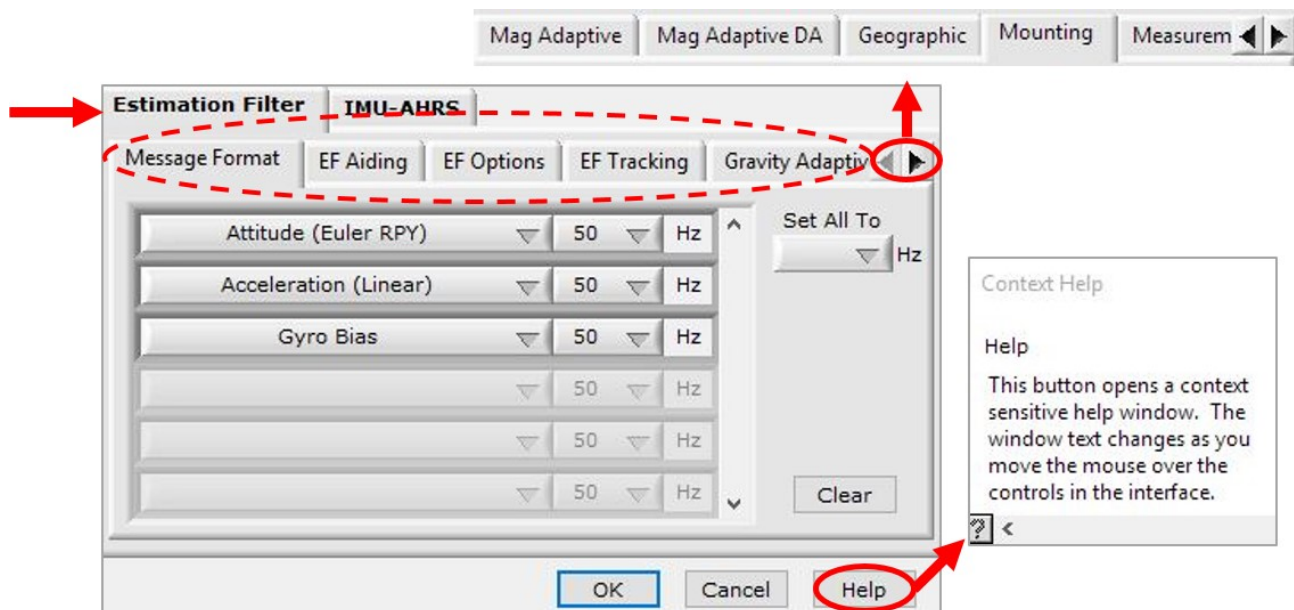 Mag Adaptive Mag Adaptive DA Geographic Mounting Measurem
Estimation Filter IMU-AHRS
Message Format EF Aiding EF Options EF Tracking Gravity Adaptiv
Attitude (Euler RPY) 50 Hz
Acceleration (Linear) 50 Hz
Gyro Bias 50 Hz
50 Hz
50 Hz
50 Hz
Set All To
Hz
Clear
OK Cancel Help
Context Help
Help
This button opens a context
sensitive help window. The
window text changes as you
move the mouse over the
controls in the interface.
? <